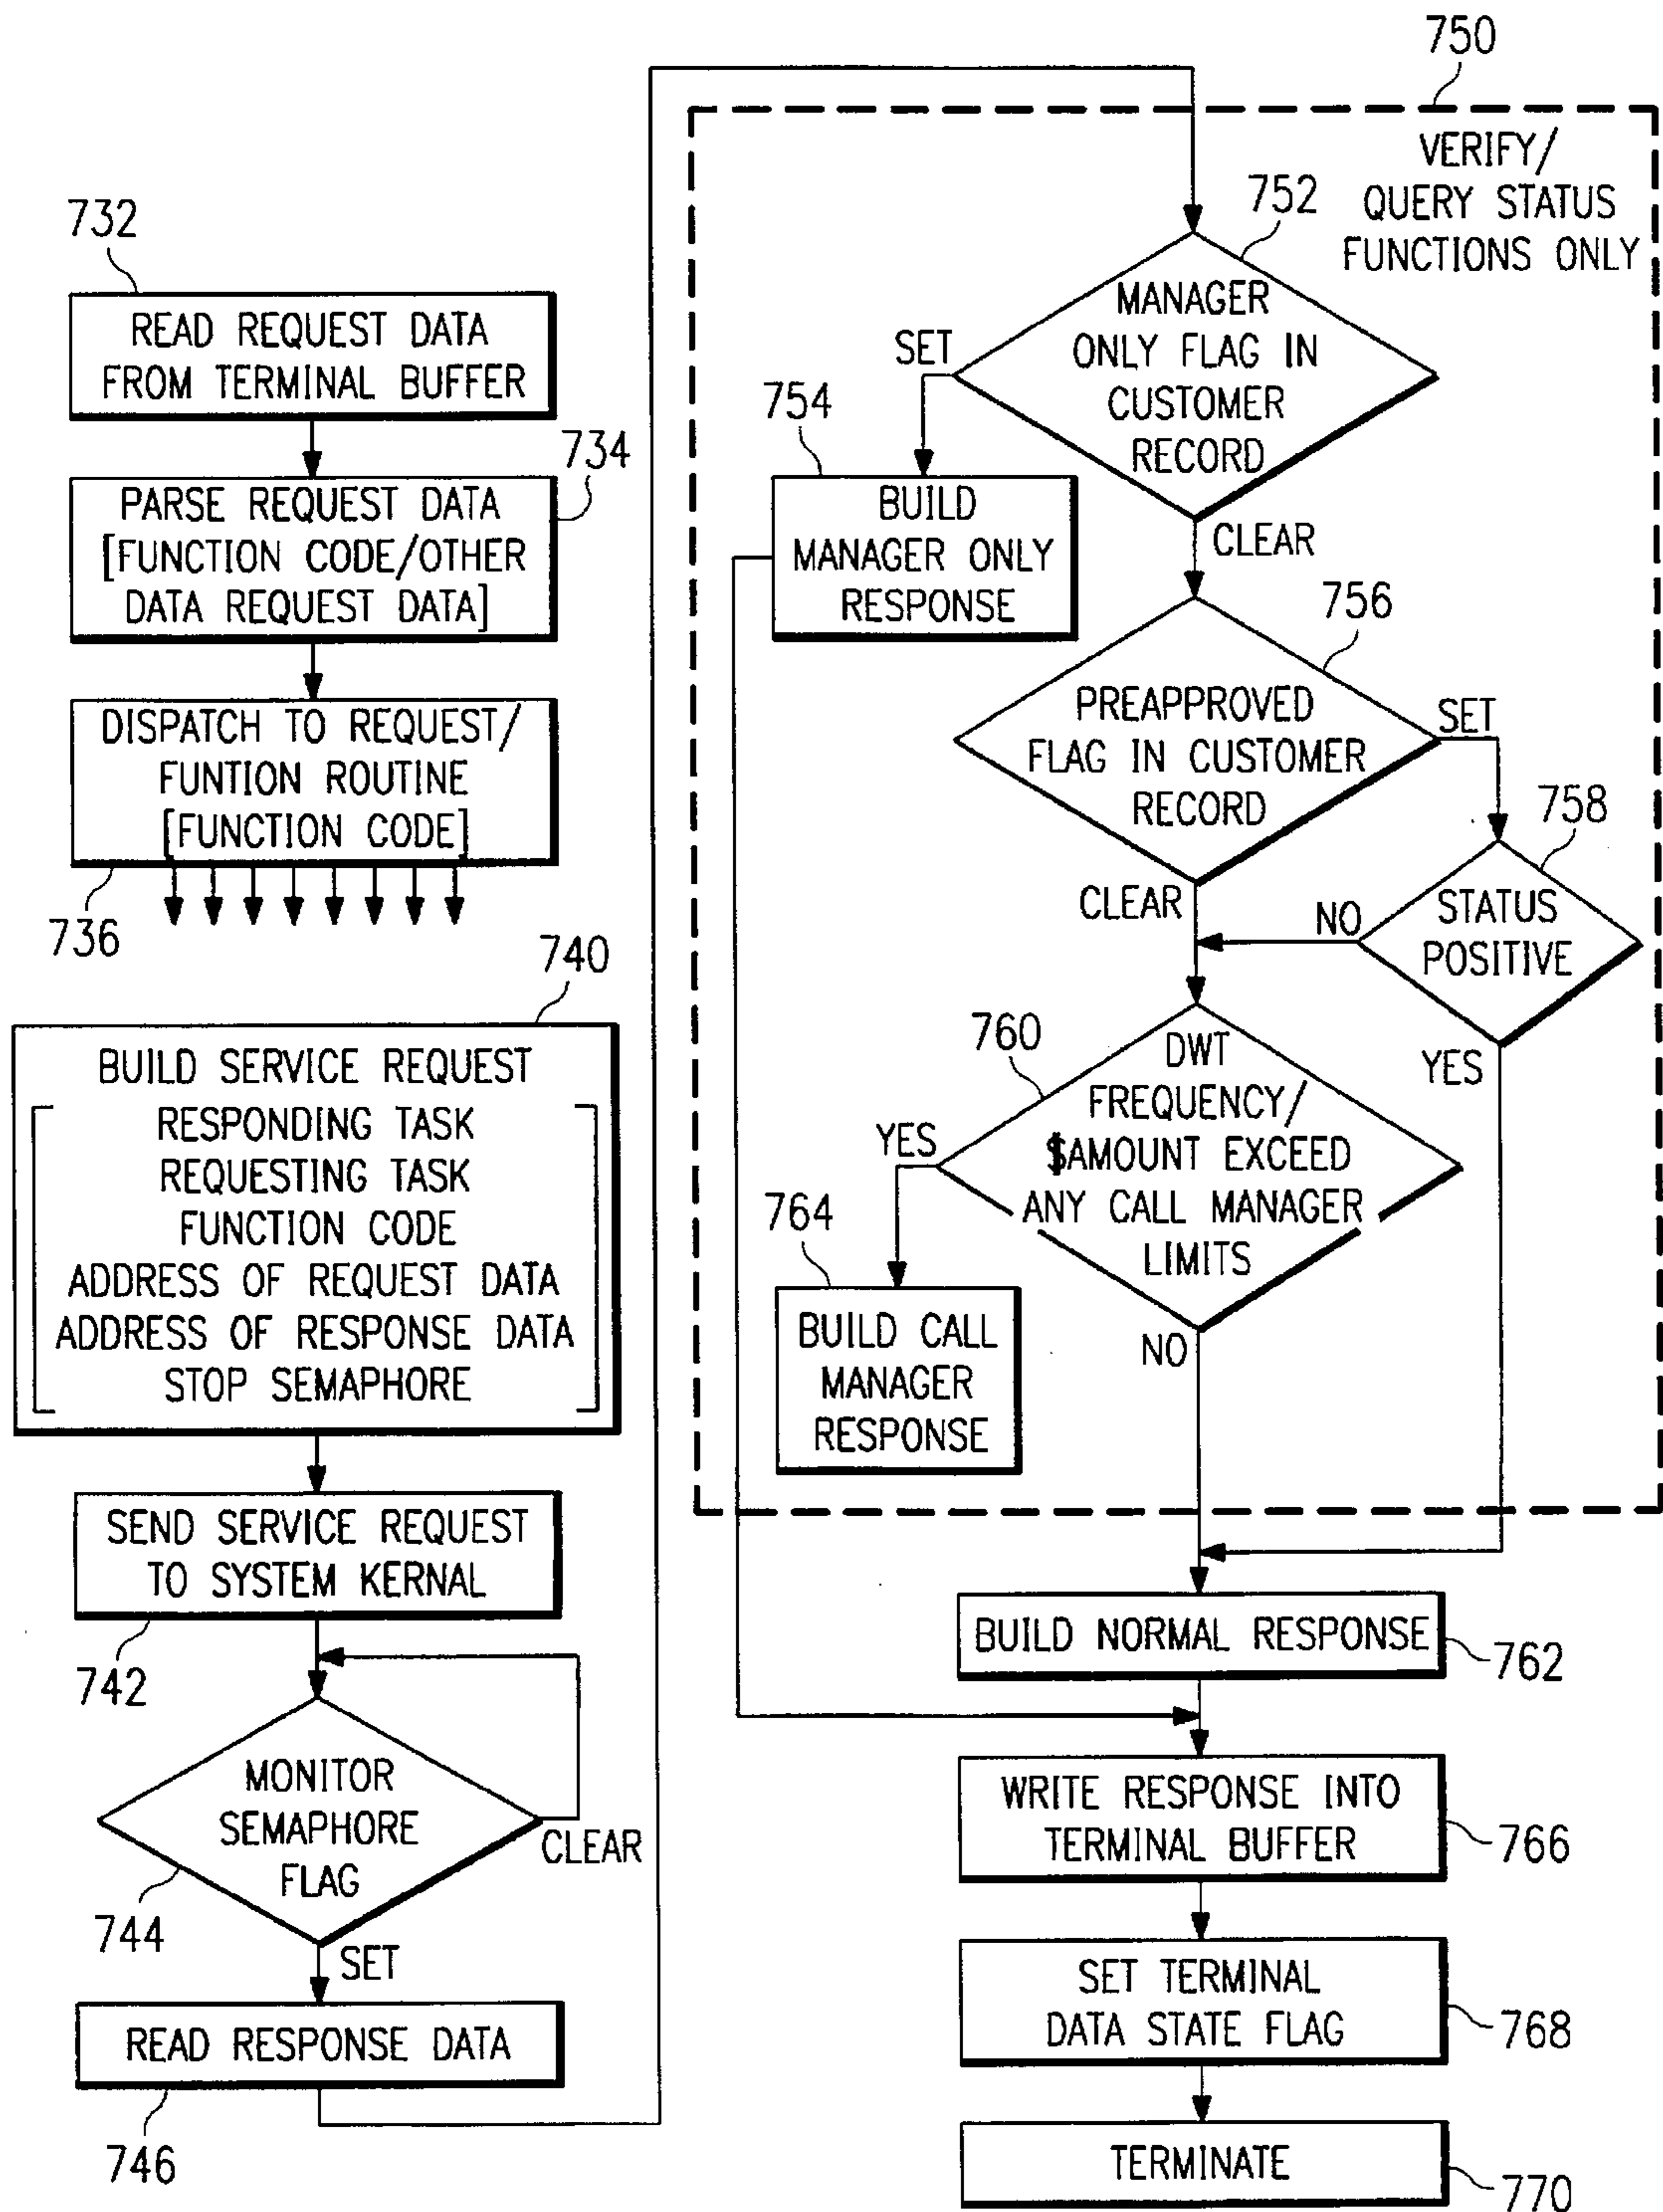 732
READ REQUEST DATA
FROM TERMINAL BUFFER
734
PARSE REQUEST DATA
[FUNCTION CODE/OTHER
DATA REQUEST DATA]
DISPATCH TO REQUEST/
FUNTION ROUTINE
[FUNCTION CODE]
736
740
BUILD SERVICE REQUEST
RESPONDING TASK
REQUESTING TASK
FUNCTION CODE
ADDRESS OF REQUEST DATA
ADDRESS OF RESPONSE DATA
STOP SEMAPHORE
SEND SERVICE REQUEST
TO SYSTEM KERNAL
742
MONITOR
SEMAPHORE
FLAG
CLEAR
744
SET
READ RESPONSE DATA
746
750
VERIFY/
QUERY STATUS
FUNCTIONS ONLY
752
MANAGER
ONLY FLAG IN
CUSTOMER
RECORD
SET
754
BUILD
MANAGER ONLY
RESPONSE
CLEAR
756
PREAPPROVED
FLAG IN CUSTOMER
RECORD
SET
758
STATUS
POSITIVE
NO
YES
CLEAR
760
DWT
FREQUENCY/
$AMOUNT EXCEED
ANY CALL MANAGER
LIMITS
YES
764
BUILD CALL
MANAGER
RESPONSE
NO
BUILD NORMAL RESPONSE
762
WRITE RESPONSE INTO
TERMINAL BUFFER
766
SET TERMINAL
DATA STATE FLAG
768
TERMINATE
770